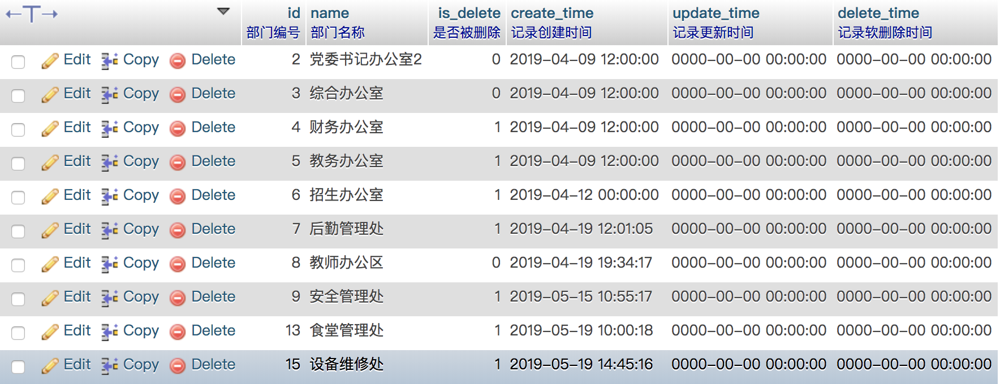 id name is_delete create_time update_time delete_time
部门编号 部门名称 是否被删除 记录创建时间 记录更新时间 记录软删除时间
Edit Copy Delete 2 党委书记办公室2 0 2019-04-09 12:00:00 0000-00-00 00:00:00 0000-00-00 00:00:00
Edit Copy Delete 3 综合办公室 0 2019-04-09 12:00:00 0000-00-00 00:00:00 0000-00-00 00:00:00
Edit Copy Delete 4 财务办公室 1 2019-04-09 12:00:00 0000-00-00 00:00:00 0000-00-00 00:00:00
Edit Copy Delete 5 教务办公室 1 2019-04-09 12:00:00 0000-00-00 00:00:00 0000-00-00 00:00:00
Edit Copy Delete 6 招生办公室 1 2019-04-12 00:00:00 0000-00-00 00:00:00 0000-00-00 00:00:00
Edit Copy Delete 7 后勤管理处 1 2019-04-19 12:01:05 0000-00-00 00:00:00 0000-00-00 00:00:00
Edit Copy Delete 8 教师办公区 0 2019-04-19 19:34:17 0000-00-00 00:00:00 0000-00-00 00:00:00
Edit Copy Delete 9 安全管理处 1 2019-05-15 10:55:17 0000-00-00 00:00:00 0000-00-00 00:00:00
Edit Copy Delete 13 食堂管理处 1 2019-05-19 10:00:18 0000-00-00 00:00:00 0000-00-00 00:00:00
Edit Copy Delete 15 设备维修处 1 2019-05-19 14:45:16 0000-00-00 00:00:00 0000-00-00 00:00:00